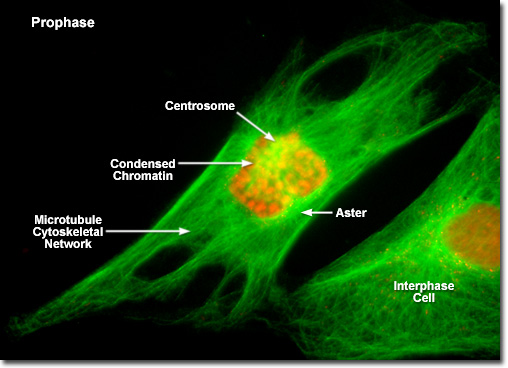 Prophase
Centrosome
Condensed
Chromatin
Microtubule
Cytoskeletal
Network
Aster
Interphase
Cell